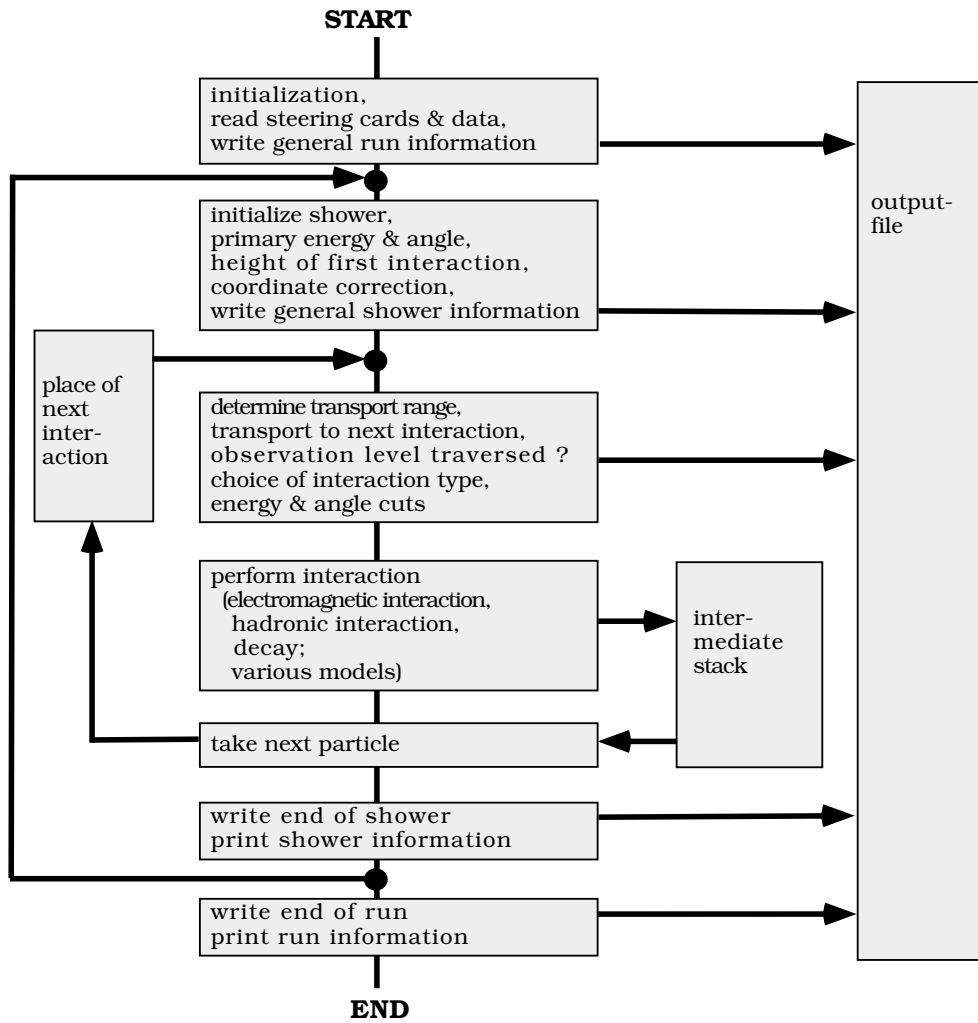 START
initialization,
read steering cards & data,
write general run information
output-
file
initialize shower,
primary energy & angle,
height of first interaction,
coordinate correction,
write general shower information
place of
next
inter-
action
determine transport range,
transport to next interaction,
observation level traversed ?
choice of interaction type,
energy & angle cuts
perform interaction
(electromagnetic interaction,
hadronic interaction,
decay;
various models)
inter-
mediate
stack
take next particle
write end of shower
print shower information
write end of run
print run information
END